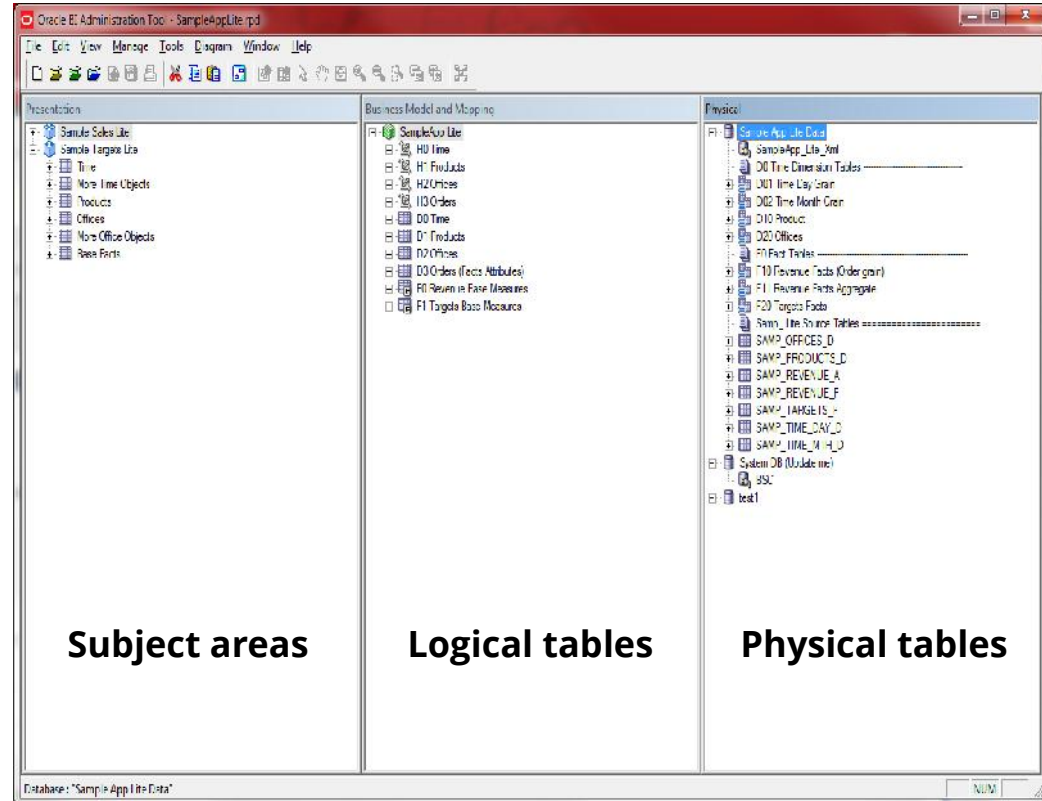 Oracle BI Administration Tool - SampleAppLite.rpd
File Edit View Manage Tools Diagram Window Help
Presentation
Sample Sales Lite
Sample Targets Lite
Time
More Time Objects
Products
Offices
More Office Objects
Base Facts
Subject areas
Business Model and Mapping
SampleApp Lite
H0 Time
H1 Products
H2 Offices
H3 Orders
D0 Time
D1 Products
D2 Offices
D3 Orders (Facts Attributes)
F0 Revenue Base Measures
F1 Targets Base Measures
Logical tables
Physical
Sample App Lite Data
SampleApp_Lite_Xml
D0 Time Dimension Tables --------------------------------
D01 Time Day Grain
D02 Time Month Grain
D10 Product
D20 Offices
F0 Fact Tables ------------------------------------------------
F10 Revenue Facts (Order grain)
F11 Revenue Facts Aggregate
F20 Targets Facts
Samp_ Lite Source Tables ========================
SAMP_OFFICES_D
SAMP_PRODUCTS_D
SAMP_REVENUE_A
SAMP_REVENUE_F
SAMP_TARGETS_F
SAMP_TIME_DAY_D
SAMP_TIME_MTH_D
System DB (Update me)
test1
Physical tables
Database : "Sample App Lite Data"
NUM